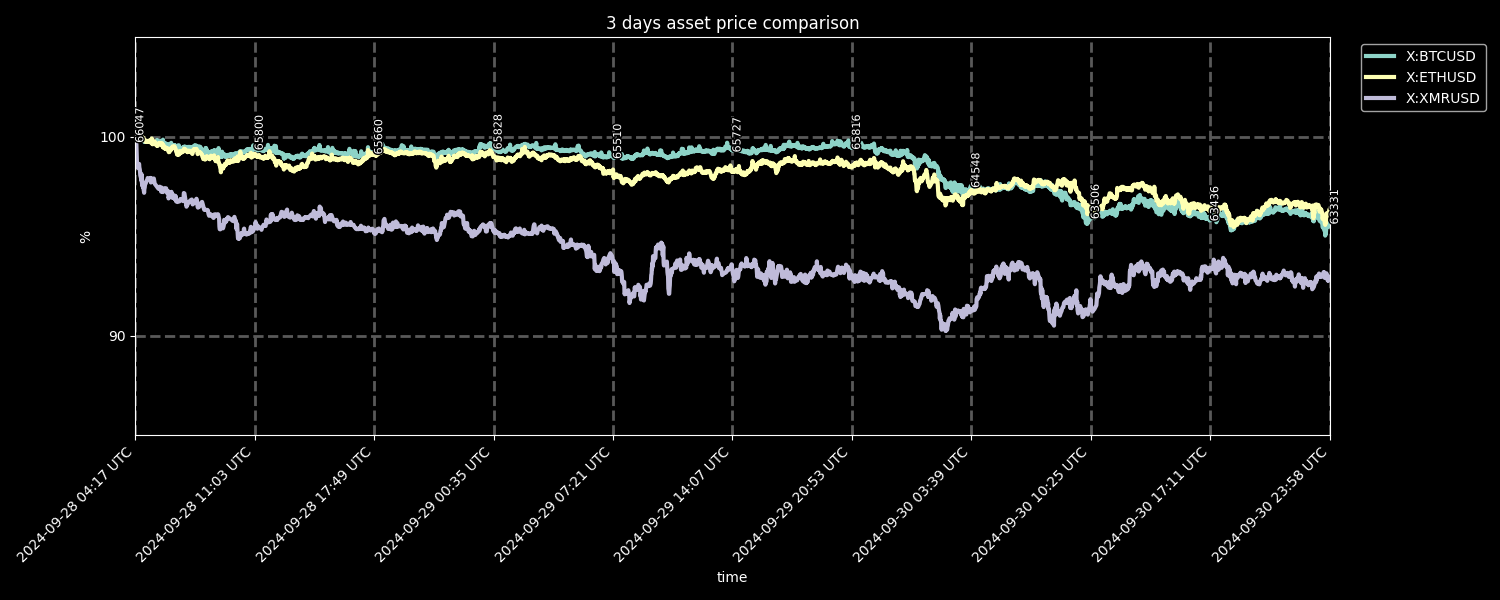 3 days asset price comparison
X:BTCUSD
X:ETHUSD
X:XMRUSD
%
100
90
66047
65800
65660
65828
65510
65727
65816
64548
63506
63436
63331
2024-09-28 04:17 UTC
2024-09-28 11:03 UTC
2024-09-28 17:49 UTC
2024-09-29 00:35 UTC
2024-09-29 07:21 UTC
2024-09-29 14:07 UTC
2024-09-29 20:53 UTC
2024-09-30 03:39 UTC
2024-09-30 10:25 UTC
2024-09-30 17:11 UTC
2024-09-30 23:58 UTC
time